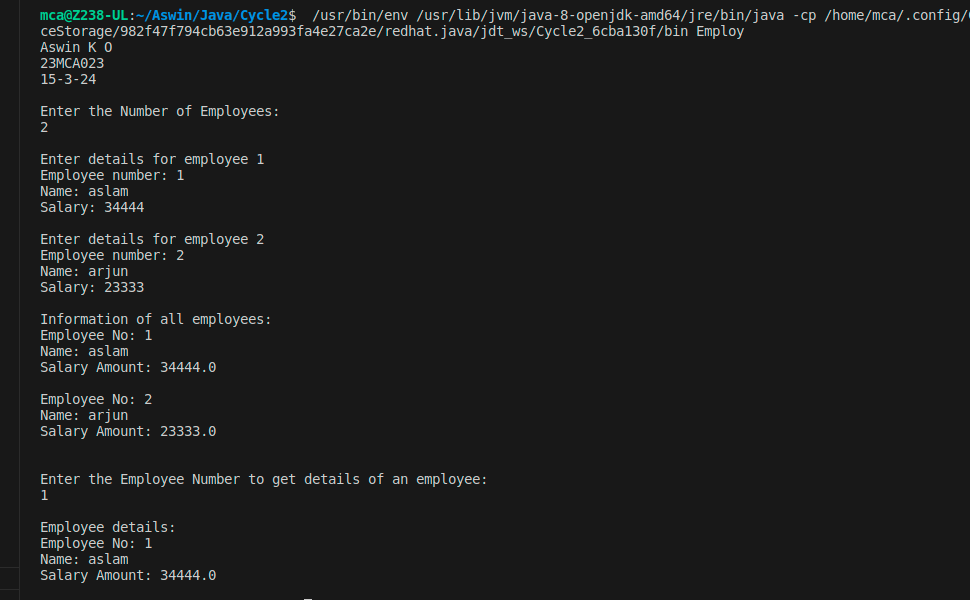 mca@Z238-UL:~/Aswin/Java/Cycle2$  /usr/bin/env /usr/lib/jvm/java-8-openjdk-amd64/jre/bin/java -cp /home/mca/.config/
ceStorage/982f47f794cb63e912a993fa4e27ca2e/redhat.java/jdt_ws/Cycle2_6cba130f/bin Employ
Aswin K O
23MCA023
15-3-24
Enter the Number of Employees:
2
Enter details for employee 1
Employee number: 1
Name: aslam
Salary: 34444
Enter details for employee 2
Employee number: 2
Name: arjun
Salary: 23333
Information of all employees:
Employee No: 1
Name: aslam
Salary Amount: 34444.0
Employee No: 2
Name: arjun
Salary Amount: 23333.0
Enter the Employee Number to get details of an employee:
1
Employee details:
Employee No: 1
Name: aslam
Salary Amount: 34444.0